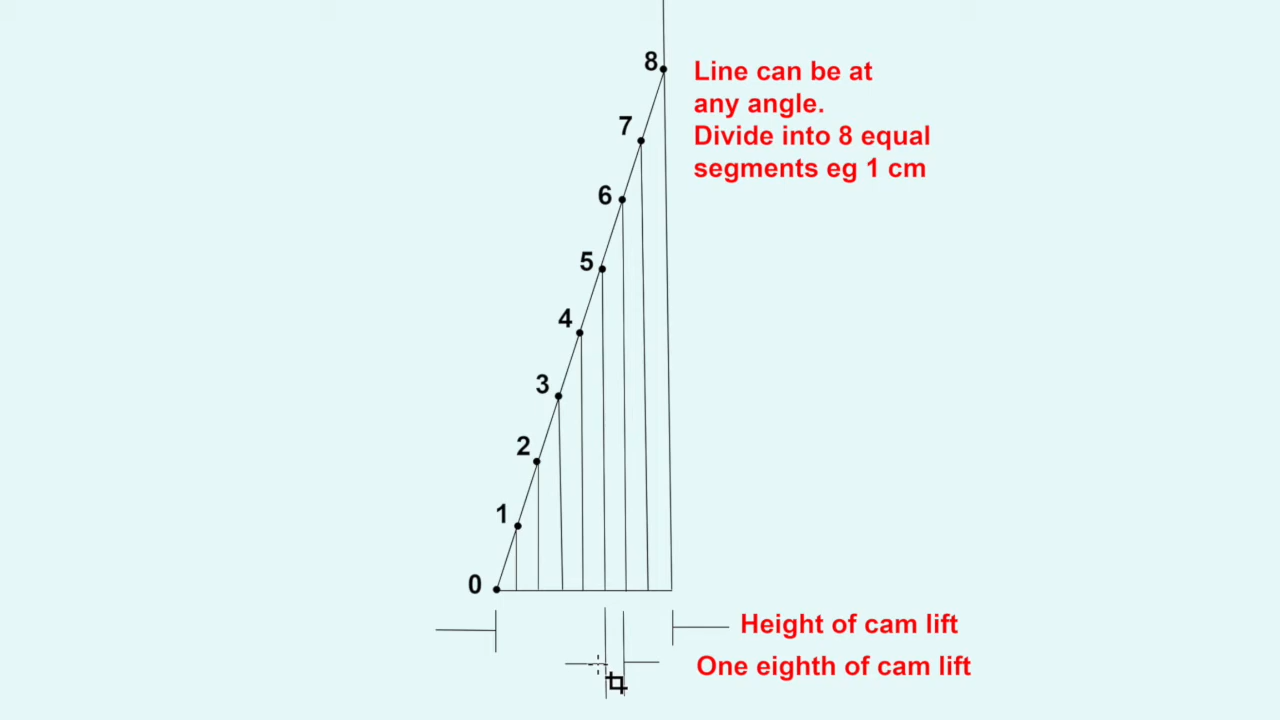 8
Line can be at
any angle.
7
Divide into 8 equal
segments eg 1 cm
6
5
4
3
2
1
0
Height of cam lift
One eighth of cam lift